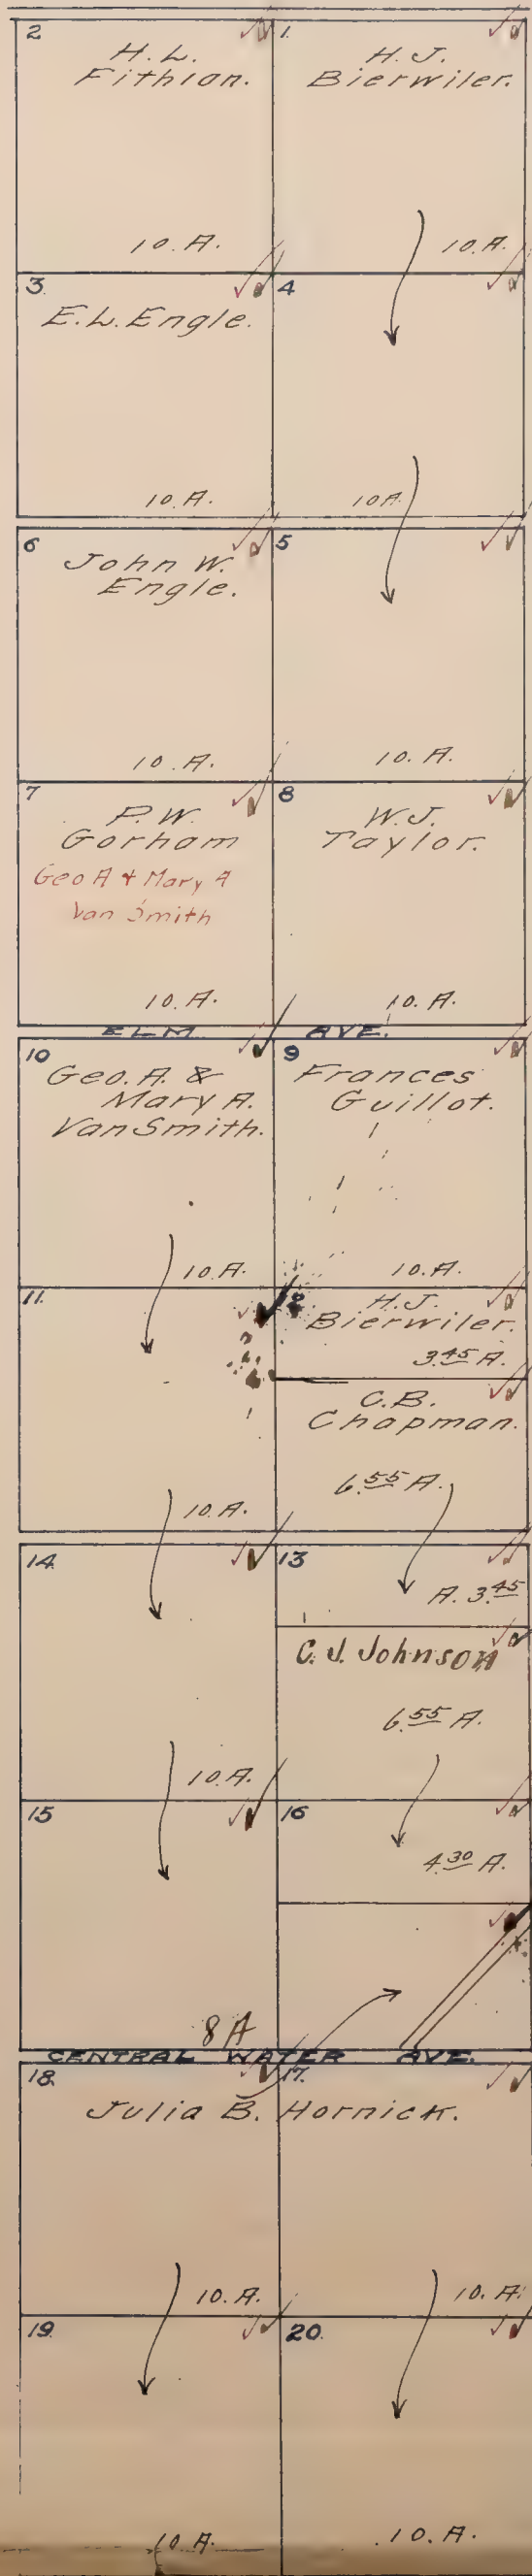 2
H. L.
Fithian.
10. A.
1.
H. J.
Bierwiler.
10. A.
3.
E. L. Engle.
10. A.
4
10 A.
6
John W.
Engle.
10. A.
5
10. A.
7
P. W.
Gorham
Geo A + Mary A
Van Smith
10. A.
8
W. J.
Taylor.
10. A.
ELM AVE.
10
Geo. A. &
Mary A.
VanSmith.
10. A.
9
Frances
Guillot.
10. A.
11.
10. A.
H. J.
Bierwiler.
3.45 A.
C. B.
Chapman.
6.55 A.
14.
10. A.
13
A. 3.45
C. J. Johnson
6.55 A.
15
8 A
16
4.30 A.
CENTRAL WATER AVE.
18.
17.
Julia B. Hornick.
10. A.
10. A.
19.
10. A.
20.
10. A.